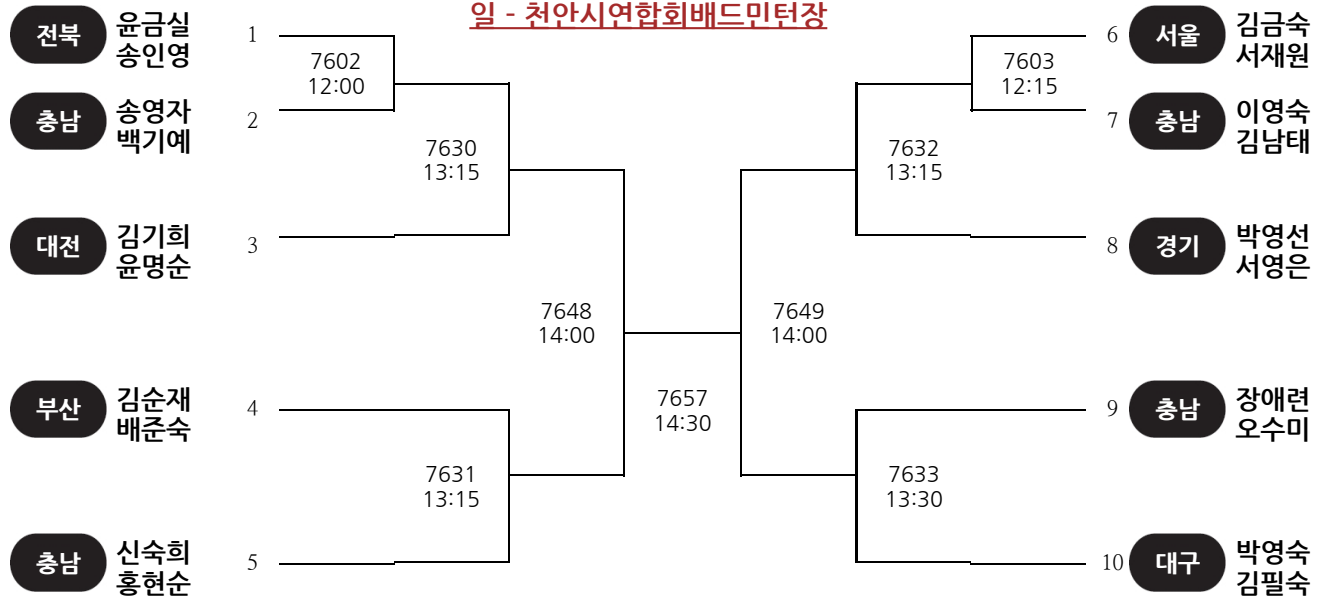 일 - 천안시연합회배드민턴장
전북 윤금실 1
송인영
7602
12:00
충남 송영자 2
백기예
7630
13:15
대전 김기희 3
윤명순
7648
14:00
부산 김순재 4
배준숙
7631
13:15
충남 신숙희 5
홍현순
7657
14:30
6 서울 김금숙
서재원
7603
12:15
7 충남 이영숙
김남태
7632
13:15
8 경기 박영선
서영은
7649
14:00
9 충남 장애련
오수미
7633
13:30
10 대구 박영숙
김필숙